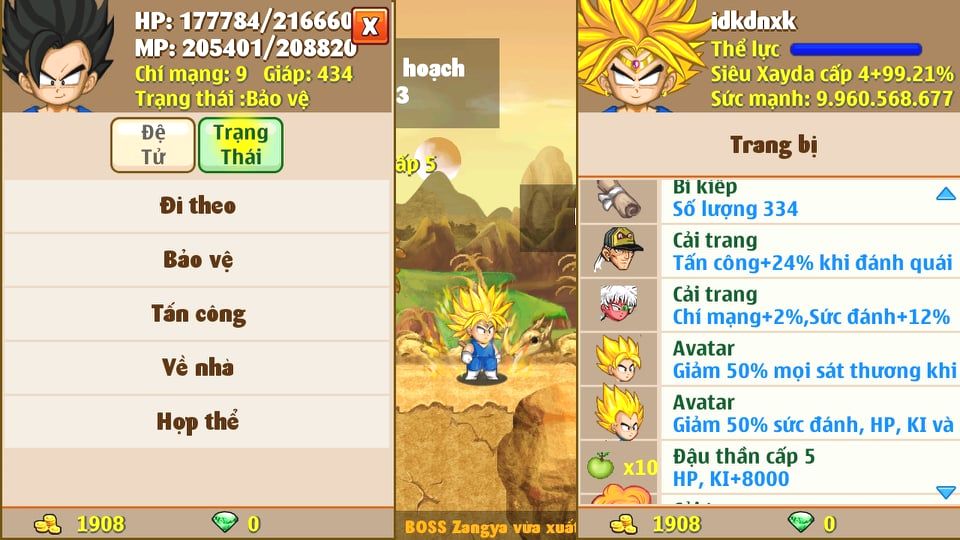 HP: 177784/216660
MP: 205401/208820
Chí mạng: 9 Giáp: 434
Trạng thái :Bảo vệ
X
Đệ
Tử
Trạng
Thái
Đi theo
Bảo vệ
Tấn công
Về nhà
Hợp thể
1908
0
hoạch
3
ấp 5
BOSS Zangya vừa xuất
idkdnxk
Thể lực
Siêu Xayda cấp 4+99.21%
Sức mạnh: 9.960.568.677
Trang bị
Bí kiếp
Số lượng 334
Cải trang
Tấn công+24% khi đánh quái
Cải trang
Chí mạng+2%,Sức đánh+12%
Avatar
Giảm 50% mọi sát thương khi
Avatar
Giảm 50% sức đánh, HP, KI và
x10
Đậu thần cấp 5
HP, KI+8000
1908
0